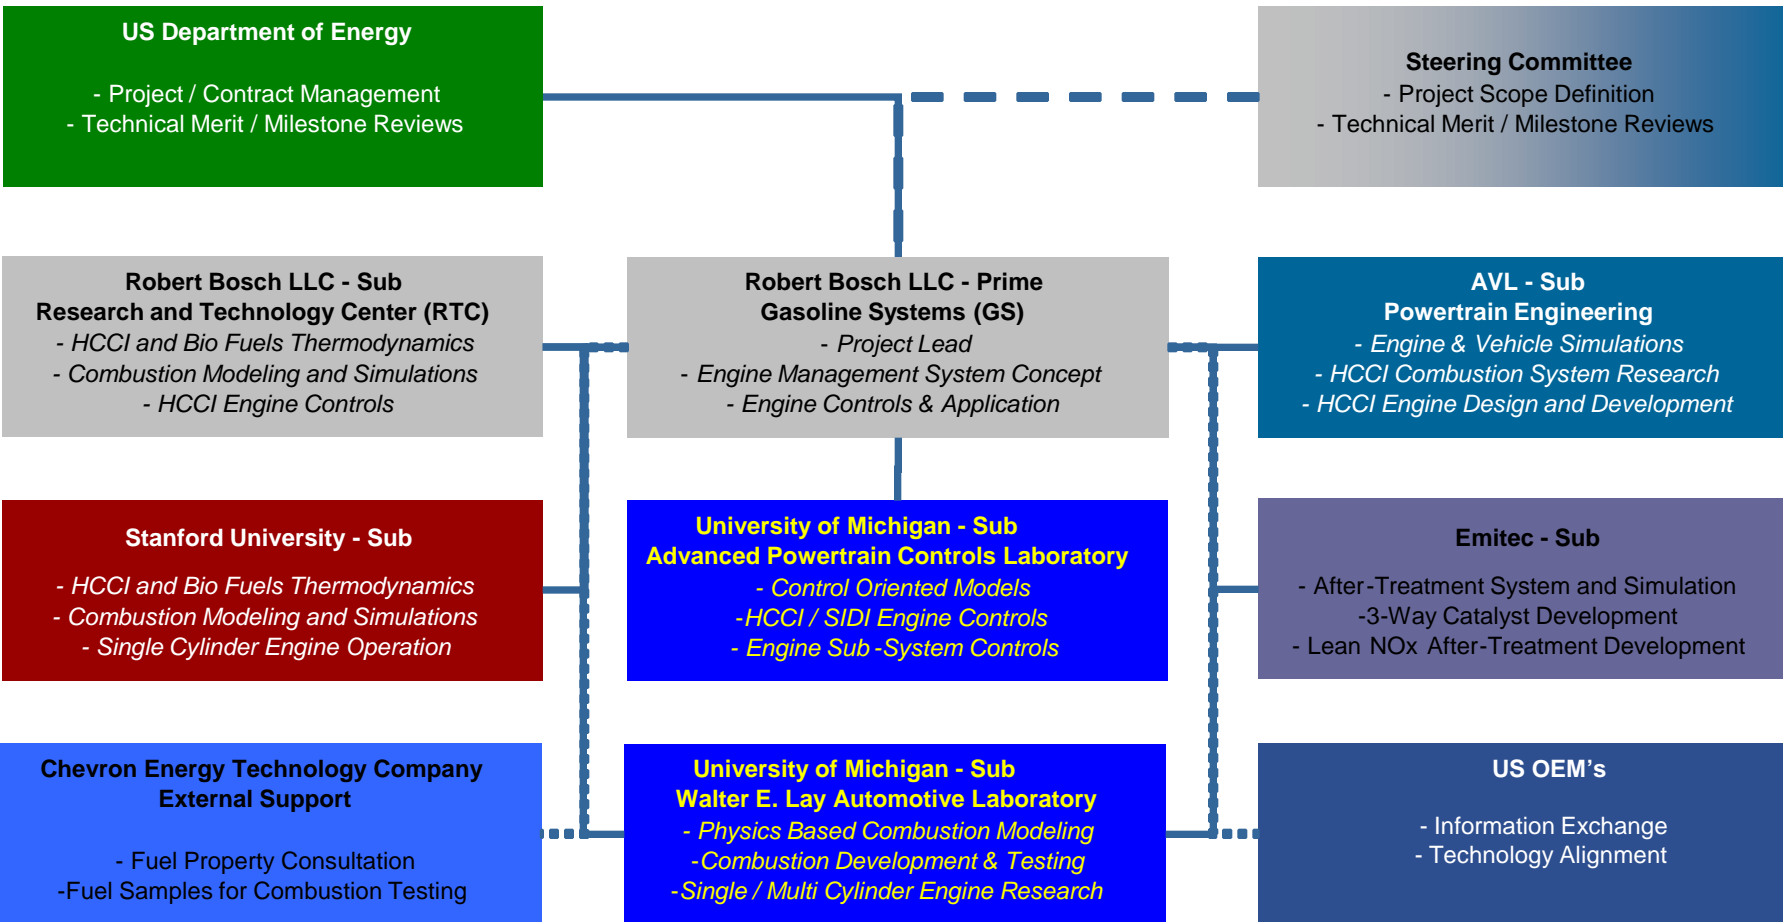 US Department of Energy
- Project / Contract Management
- Technical Merit / Milestone Reviews
Steering Committee
- Project Scope Definition
- Technical Merit / Milestone Reviews
Robert Bosch LLC - Sub
Research and Technology Center (RTC)
- HCCI and Bio Fuels Thermodynamics
- Combustion Modeling and Simulations
- HCCI Engine Controls
Robert Bosch LLC - Prime
Gasoline Systems (GS)
- Project Lead
- Engine Management System Concept
- Engine Controls & Application
AVL - Sub
Powertrain Engineering
- Engine & Vehicle Simulations
- HCCI Combustion System Research
- HCCI Engine Design and Development
Stanford University - Sub
- HCCI and Bio Fuels Thermodynamics
- Combustion Modeling and Simulations
- Single Cylinder Engine Operation
University of Michigan - Sub
Advanced Powertrain Controls Laboratory
- Control Oriented Models
-HCCI / SIDI Engine Controls
- Engine Sub-System Controls
Emitec - Sub
- After-Treatment System and Simulation
-3-Way Catalyst Development
- Lean NOx After-Treatment Development
Chevron Energy Technology Company
External Support
- Fuel Property Consultation
-Fuel Samples for Combustion Testing
University of Michigan - Sub
Walter E. Lay Automotive Laboratory
- Physics Based Combustion Modeling
-Combustion Development & Testing
-Single / Multi Cylinder Engine Research
US OEM's
- Information Exchange
- Technology Alignment